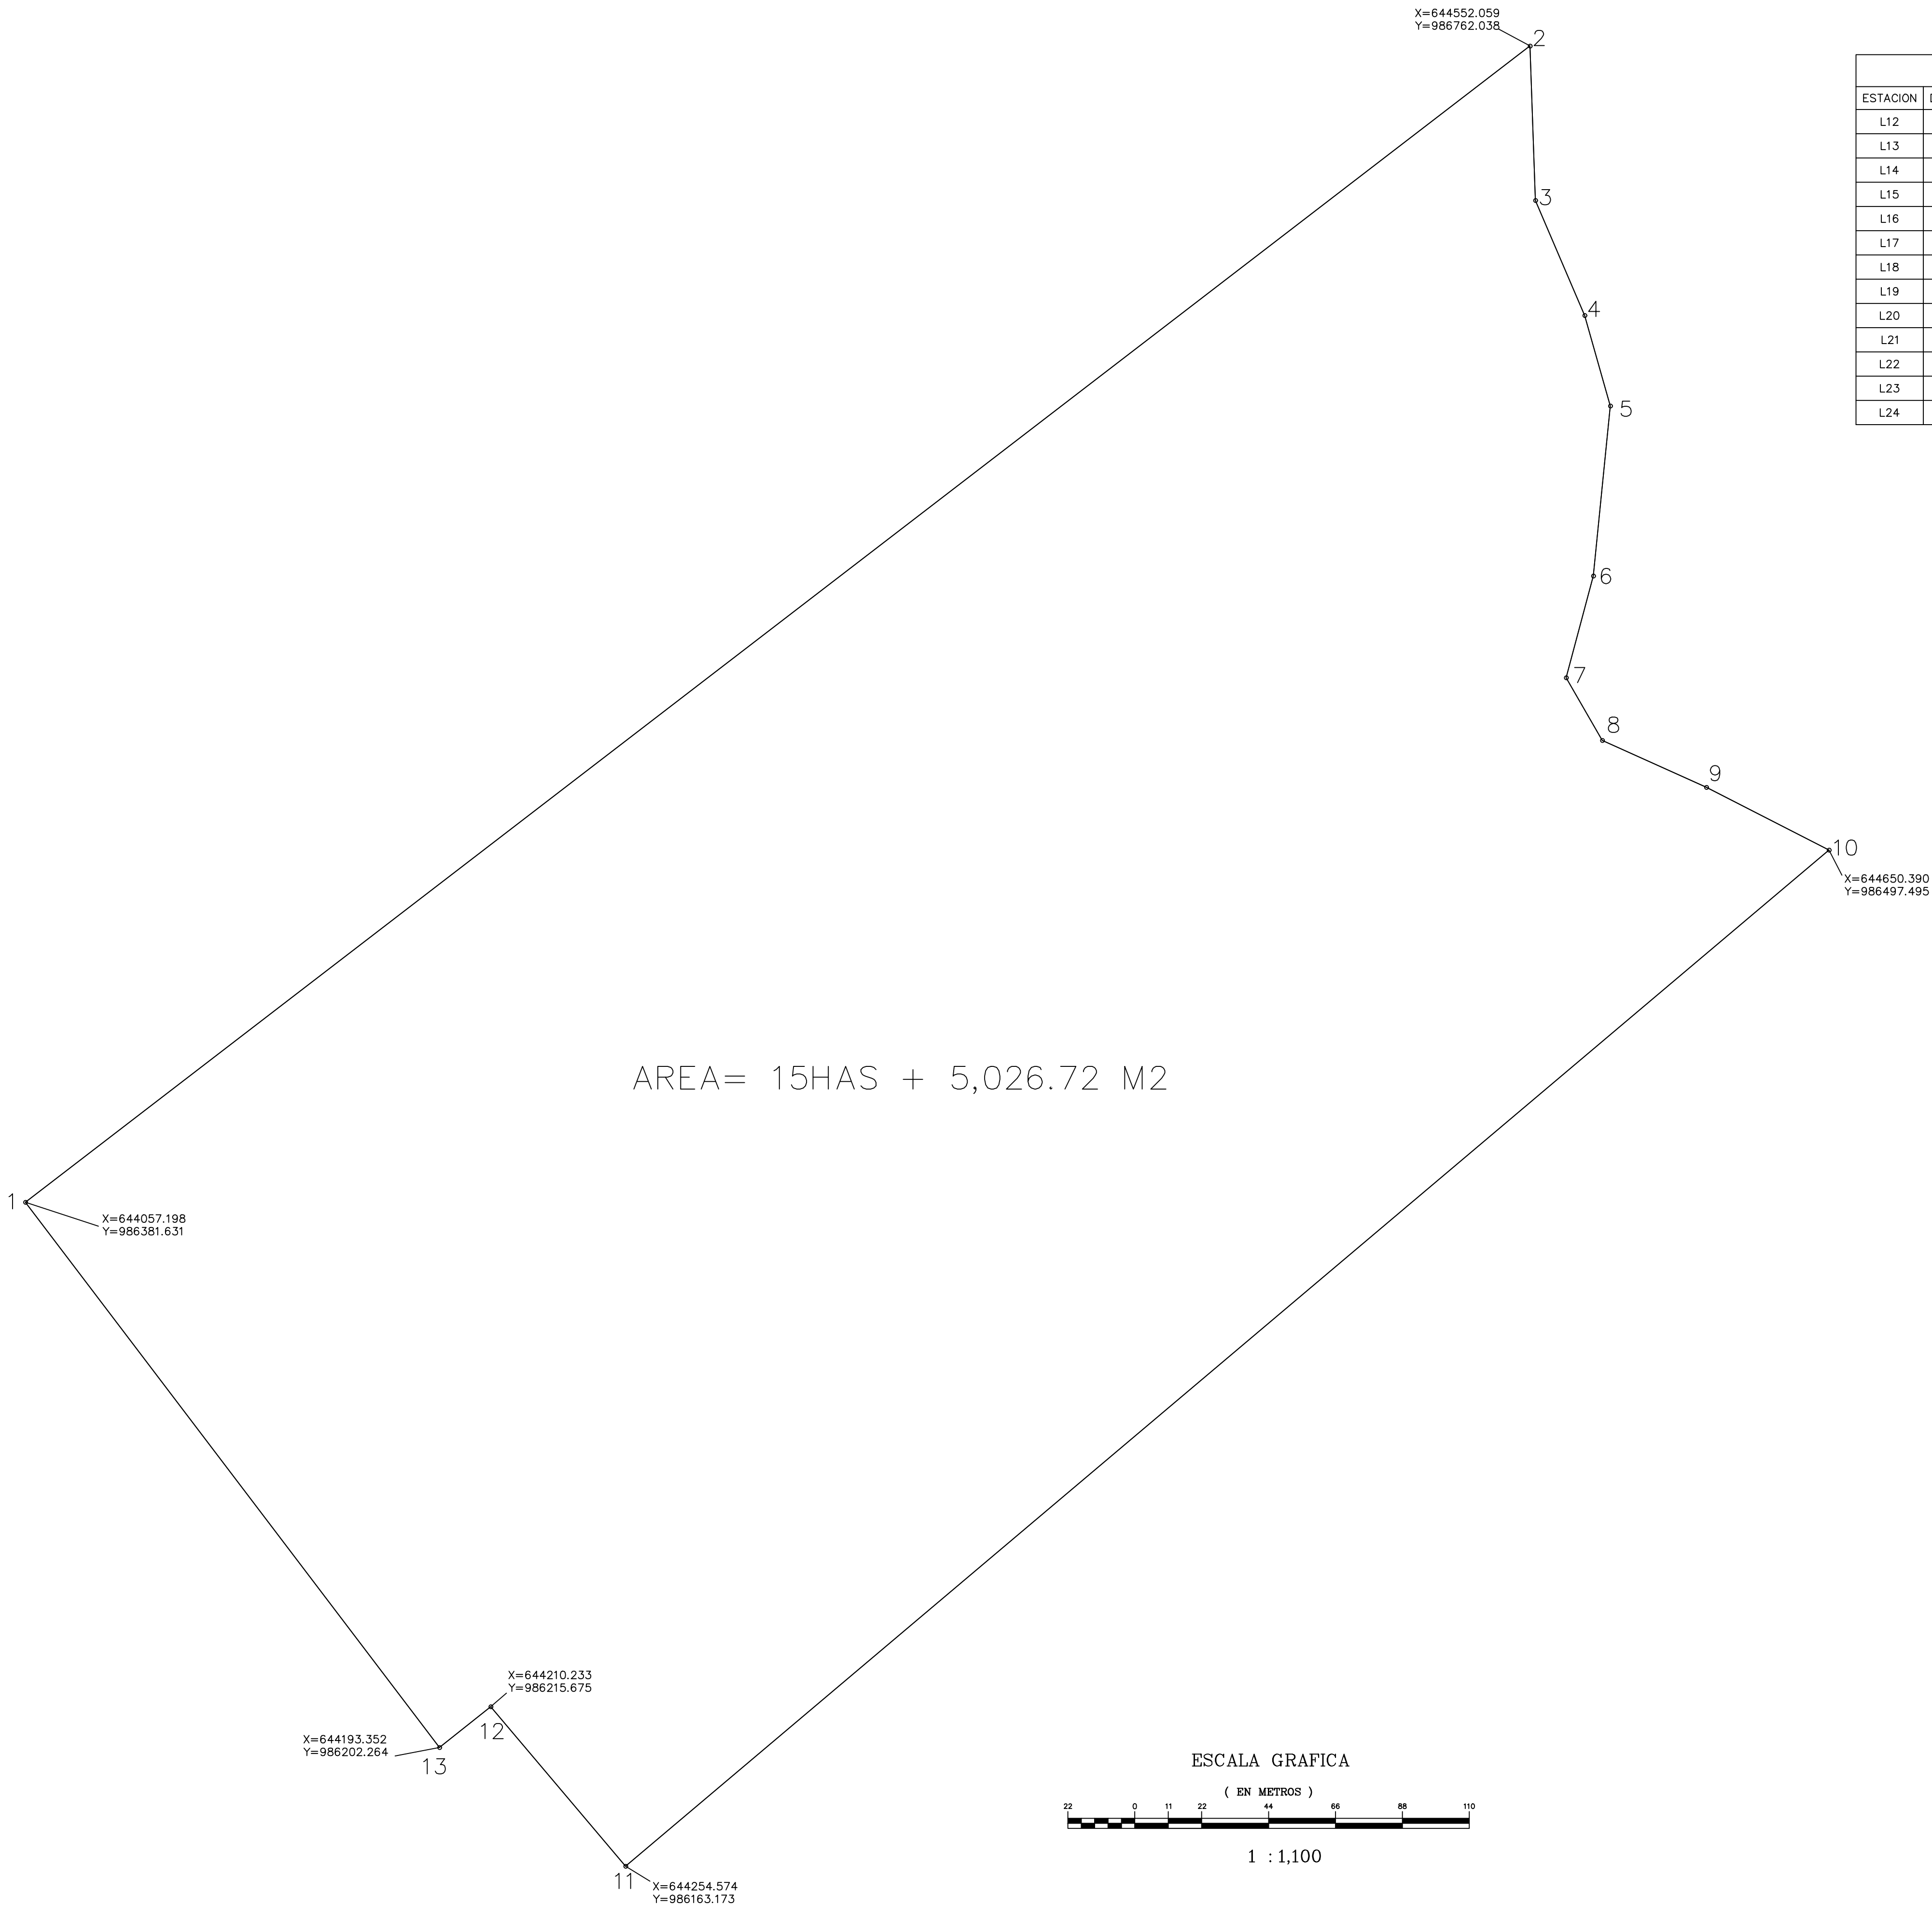 X=644552.059
Y=986762.038
2
ESTACION
L12
L13
L14
L15
L16
L17
L18
L19
L20
L21
L22
L23
L24
3
4
5
6
7
8
9
10
X=644650.390
Y=986497.495
AREA= 15HAS + 5,026.72 M2
1
X=644057.198
Y=986381.631
X=644210.233
Y=986215.675
12
X=644193.352
Y=986202.264
13
11
X=644254.574
Y=986163.173
ESCALA GRAFICA
( EN METROS )
22 0 11 22 44 66 88 110
1 : 1,100